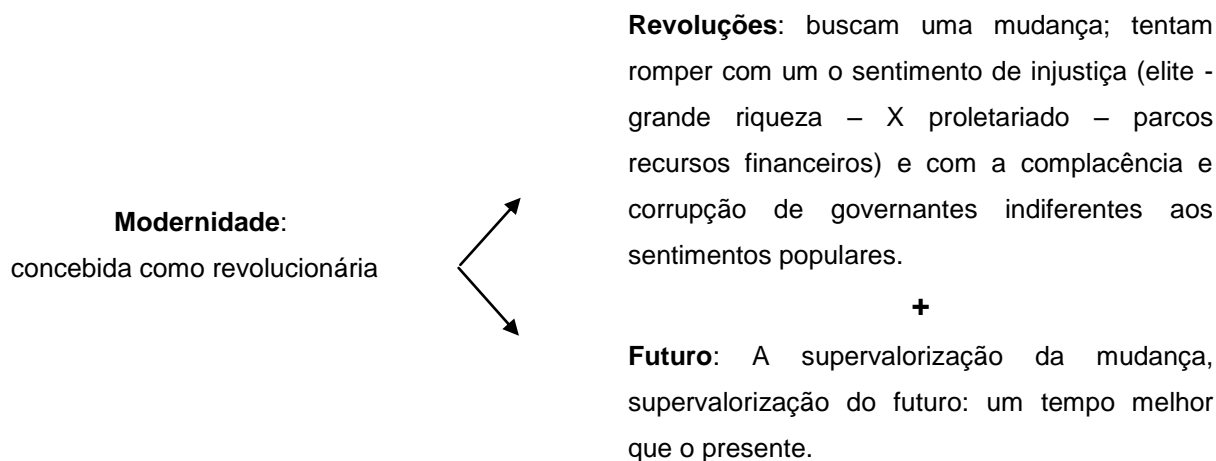 Modernidade:
concebida como revolucionária
Revoluções: buscam uma mudança; tentam
romper com um o sentimento de injustiça (elite -
grande riqueza – X proletariado – parcos
recursos financeiros) e com a complacência e
corrupção de governantes indiferentes aos
sentimentos populares.
+
Futuro: A supervalorização da mudança,
supervalorização do futuro: um tempo melhor
que o presente.